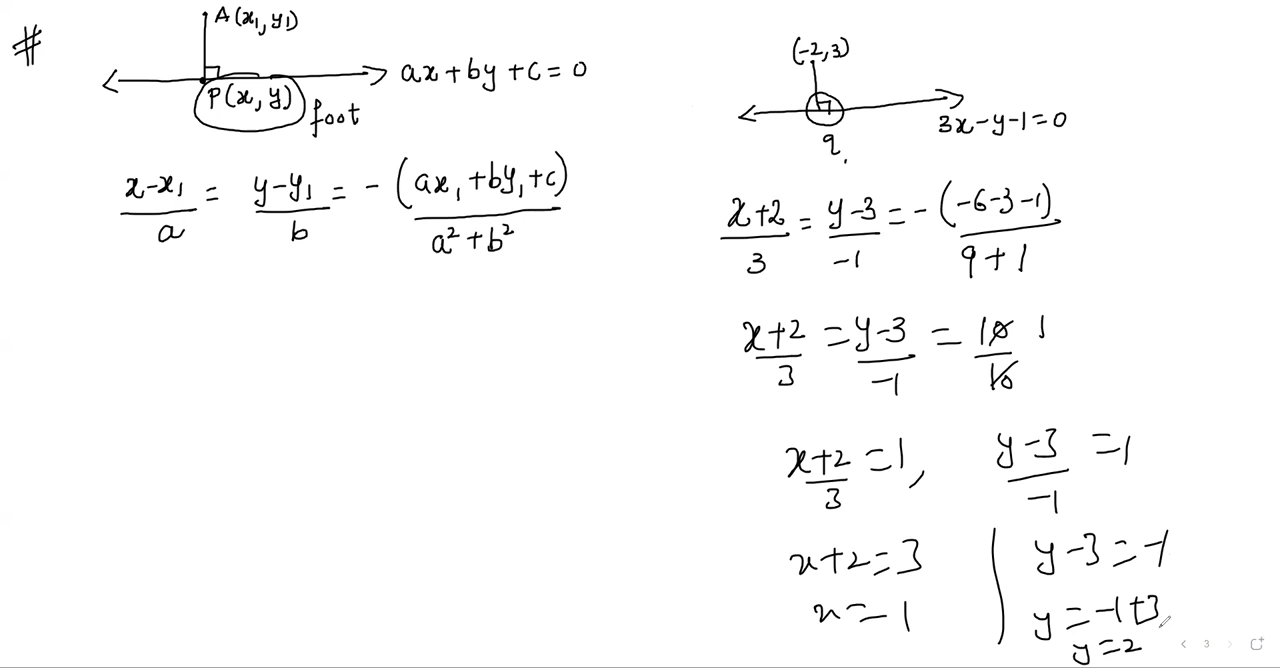 #
A(x₁, y₁)
ax + by + c = 0
P(x, y)
foot
(x-x₁)/a = (y-y₁)/b = -(ax₁+by₁+c)/(a²+b²)
(-2,3)
3x-y-1=0
q.
(x+2)/3 = (y-3)/-1 = -(-6-3-1)/(9+1)
(x+2)/3 = (y-3)/-1 = 10/10 1
(x+2)/3 = 1, (y-3)/-1 = 1
x+2=3 | y-3=-1
x=-1 | y=-1+3
y=2
3